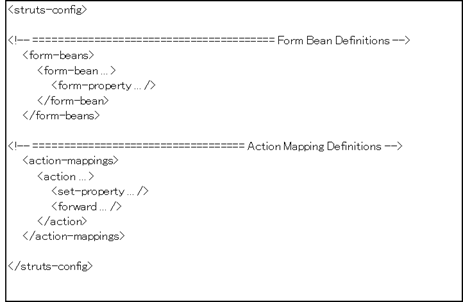 <struts-config>
<!-- ====================================== Form Bean Definitions -->
<form-beans>
<form-bean ... >
<form-property ... />
</form-bean>
</form-beans>
<!-- ================================= Action Mapping Definitions -->
<action-mappings>
<action ... >
<set-property ... />
<forward ... />
</action>
</action-mappings>
</struts-config>